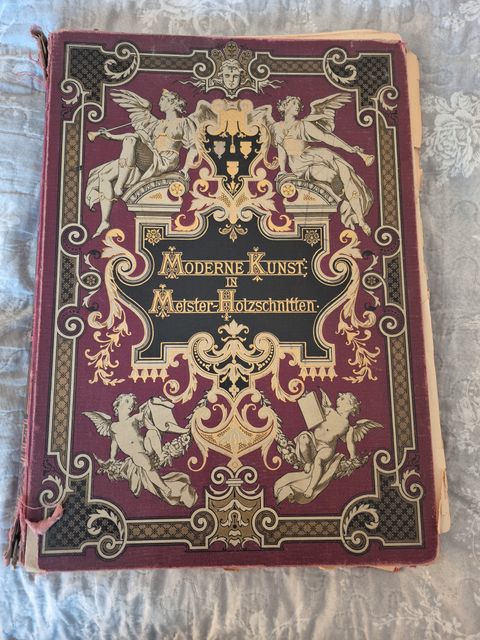 MODERNE KUNST
IN
Meister-Holzschnitten.